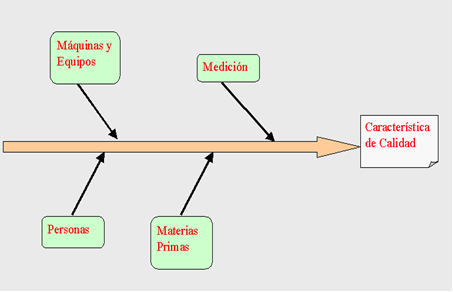 Máquinas y
Equipos
Medición
Característica
de Calidad
Personas
Materias
Primas